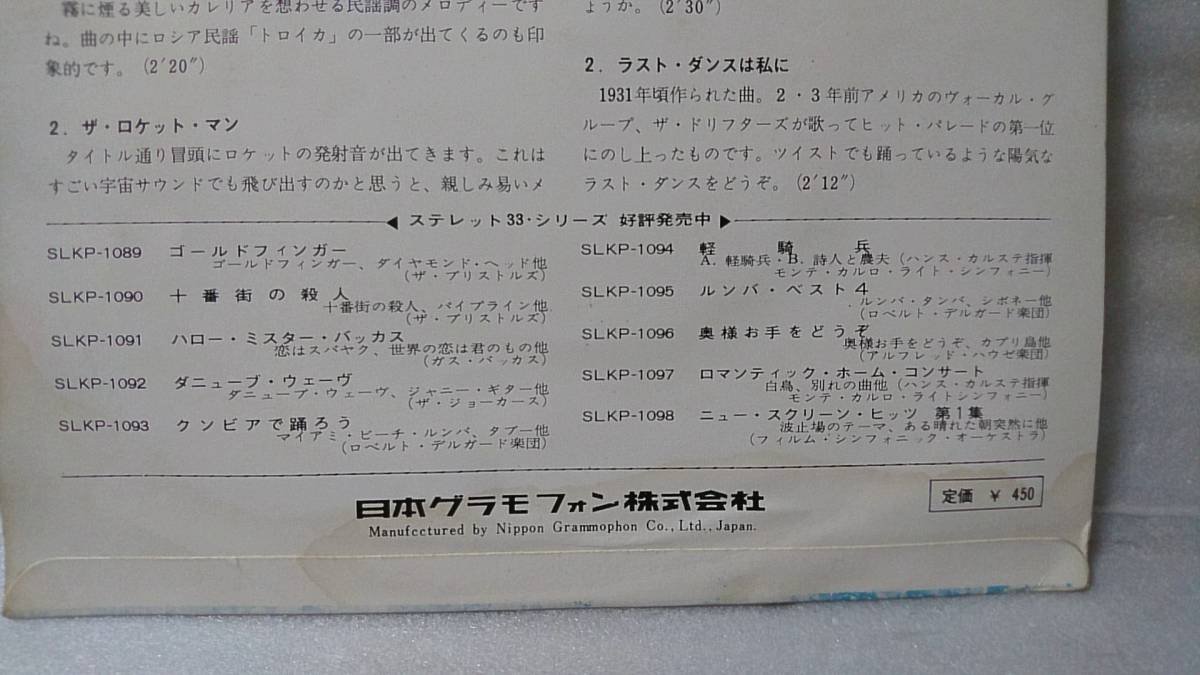 霧に煙る美しいカレリアを想わせる民謡調のメロディーです
ね。曲の中にロシア民謡「トロイカ」の一部が出てくるのも印
象的です。(2′20″)
2. ザ・ロケット・マン
タイトル通り冒頭にロケットの発射音が出てきます。これは
すごい宇宙サウンドでも飛び出すのかと思うと、親しみ易いメ
ょうか。(2′30″)
2. ラスト・ダンスは私に
1931年頃作られた曲。2・3年前アメリカのヴォーカル・グ
ループ、ザ・ドリフターズが歌ってヒット・パレードの第一位
にのし上ったものです。ツイストでも踊っているような陽気な
ラスト・ダンスをどうぞ。(2′12″)
◀ ステレット33・シリーズ 好評発売中 ▶
SLKP-1089 ゴールドフィンガー
ゴールドフィンガー、ダイヤモンド・ヘッド他
(ザ・ブリストルズ)
SLKP-1090 十番街の殺人
十番街の殺人、パイプライン他
(ザ・ブリストルズ)
SLKP-1091 ハロー・ミスター・バッカス
恋はスバヤク、世界の恋は君のもの他
(ガス・バッカス)
SLKP-1092 ダニューブ・ウェーヴ
ダニューブ・ウェーヴ、ジャニー・ギター他
(ザ・ジョーカース)
SLKP-1093 クンビアで踊ろう
マイアミ・ビーチ・ルンバ、タブー他
(ロベルト・デルガード楽団)
SLKP-1094 軽騎兵
A. 軽騎兵・B. 詩人と農夫 (ハンス・カルステ指揮
モンテ・カルロ・ライト・シンフォニー)
SLKP-1095 ルンバ・ベスト4
ルンバ・タンバ、シボネー他
(ロベルト・デルガード楽団)
SLKP-1096 奥様お手をどうぞ
奥様お手をどうぞ、カプリ島他
(アルフレッド・ハウゼ楽団)
SLKP-1097 ロマンティック・ホーム・コンサート
白鳥、別れの曲他 (ハンス・カルステ指揮
モンテ・カルロ・ライトシンフォニー)
SLKP-1098 ニュー・スクリーン・ヒッツ 第1集
波止場のテーマ、ある晴れた朝突然に他
(フィルム・シンフォニック・オーケストラ)
日本グラモフォン株式会社
定価 ¥ 450
Manufcctured by Nippon Grammophon Co., Ltd., Japan.